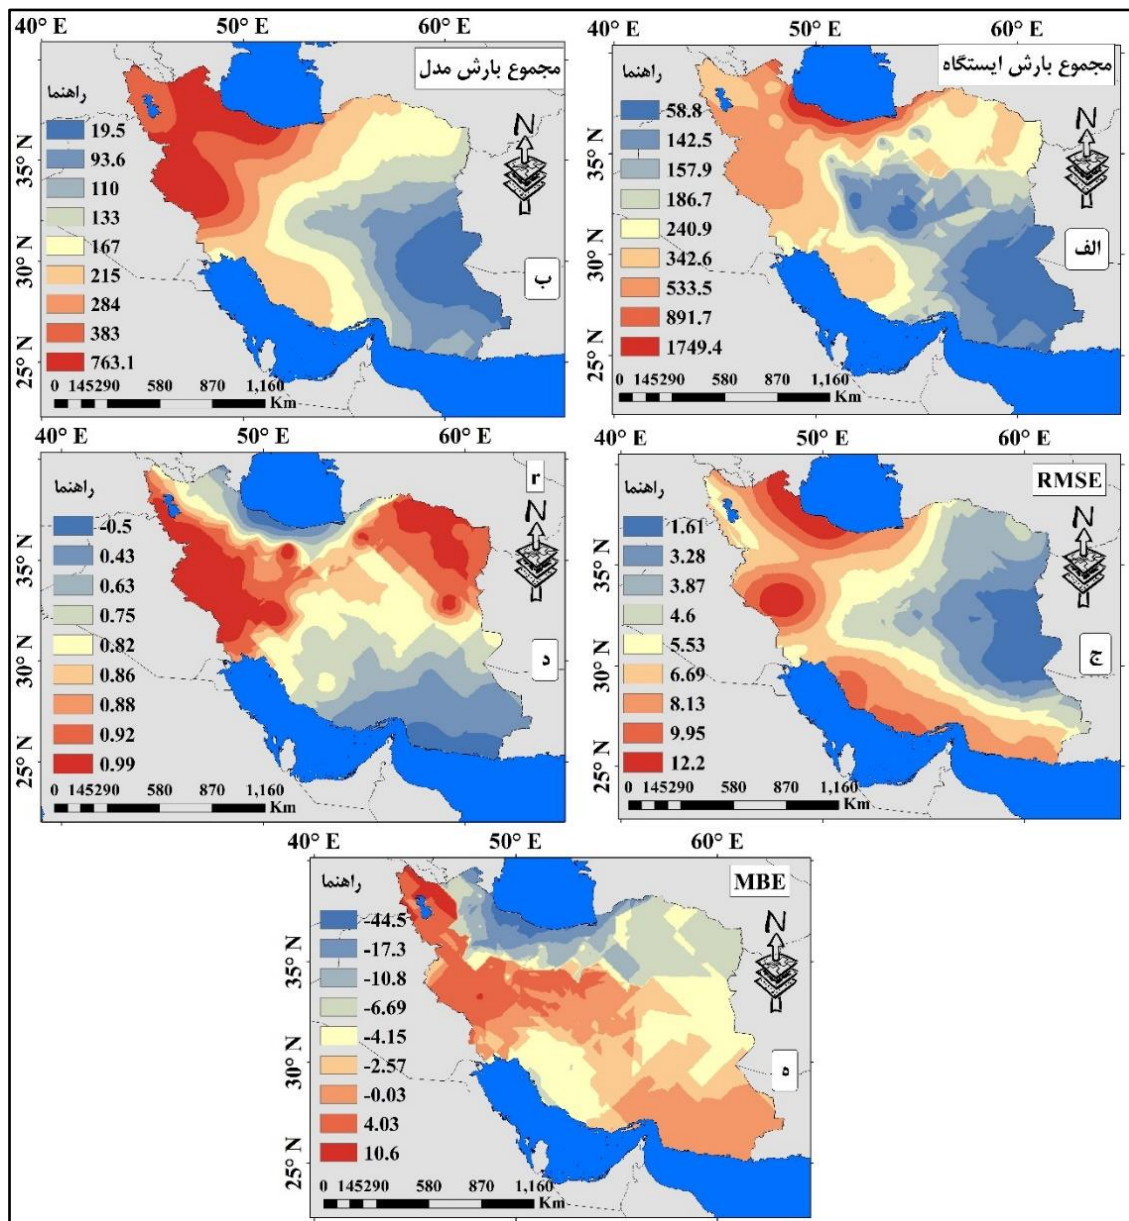 40° E 50° E 60° E
مجموع بارش ایستگاه
راهنما
58.8
142.5
157.9
186.7
240.9
342.6
533.5
891.7
1749.4
N
الف
35° N
30° N
25° N
0 145290 580 870 1,160
Km
40° E 50° E 60° E
مجموع بارش مدل
راهنما
19.5
93.6
110
133
167
215
284
383
763.1
N
ب
35° N
30° N
25° N
0 145290 580 870 1,160
Km
50° E 60° E
RMSE
راهنما
1.61
3.28
3.87
4.6
5.53
6.69
8.13
9.95
12.2
N
ج
35° N
30° N
25° N
0 145290 580 870 1,160
Km
40° E 50° E 60° E
r
راهنما
-0.5
0.43
0.63
0.75
0.82
0.86
0.88
0.92
0.99
N
د
35° N
30° N
25° N
0 145290 580 870 1,160
Km
40° E 50° E 60° E
MBE
راهنما
-44.5
-17.3
-10.8
-6.69
-4.15
-2.57
-0.03
4.03
10.6
N
ه
35° N
30° N
25° N
0 145290 580 870 1,160
Km